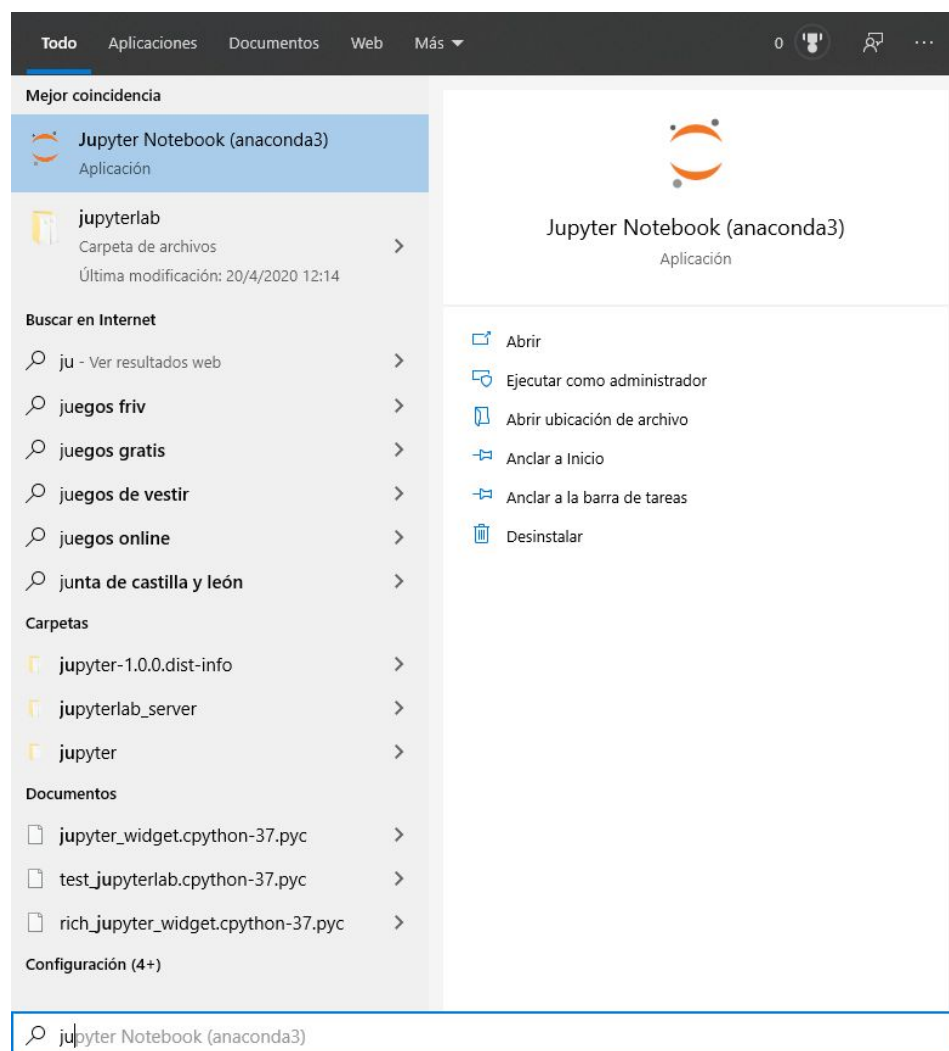 Todo Aplicaciones Documentos Web Más 0 ...
Mejor coincidencia
Jupyter Notebook (anaconda3)
Aplicación
jupyterlab
Carpeta de archivos
Última modificación: 20/4/2020 12:14
Buscar en Internet
ju - Ver resultados web
juegos friv
juegos gratis
juegos de vestir
juegos online
junta de castilla y león
Carpetas
jupyter-1.0.0.dist-info
jupyterlab_server
jupyter
Documentos
jupyter_widget.cpython-37.pyc
test_jupyterlab.cpython-37.pyc
rich_jupyter_widget.cpython-37.pyc
Configuración (4+)
Jupyter Notebook (anaconda3)
Aplicación
Abrir
Ejecutar como administrador
Abrir ubicación de archivo
Anclar a Inicio
Anclar a la barra de tareas
Desinstalar
jupyter Notebook (anaconda3)